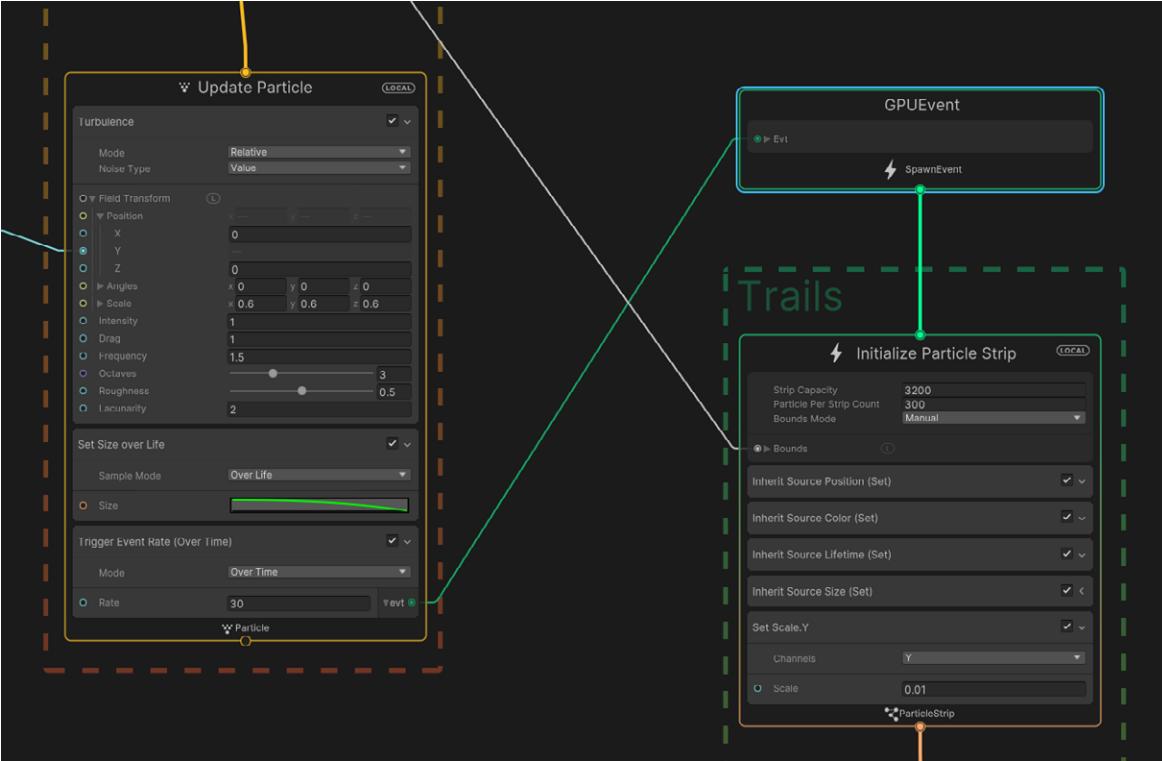 Update Particle LOCAL
Turbulence
Mode Relative
Noise Type Value
Field Transform L
Position x — y — z —
X 0
Y —
Z 0
Angles x 0 y 0 z 0
Scale x 0.6 y 0.6 z 0.6
Intensity 1
Drag 1
Frequency 1.5
Octaves 3
Roughness 0.5
Lacunarity 2
Set Size over Life
Sample Mode Over Life
Size
Trigger Event Rate (Over Time)
Mode Over Time
Rate 30 evt
Particle
GPUEvent
Evt
SpawnEvent
Trails
Initialize Particle Strip LOCAL
Strip Capacity 3200
Particle Per Strip Count 300
Bounds Mode Manual
Bounds L
Inherit Source Position (Set)
Inherit Source Color (Set)
Inherit Source Lifetime (Set)
Inherit Source Size (Set)
Set Scale.Y
Channels Y
Scale 0.01
ParticleStrip